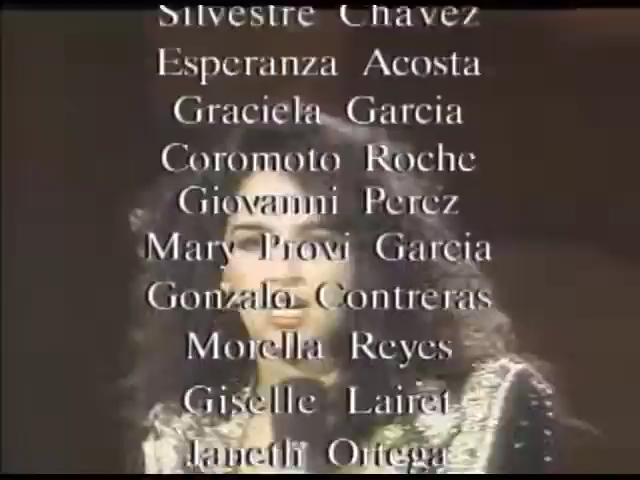 Silvestre Chavez
Esperanza Acosta
Graciela Garcia
Coromoto Roche
Giovanni Perez
Mary Provi Garcia
Gonzalo Contreras
Morella Reyes
Giselle Lairet
Janeth Ortega